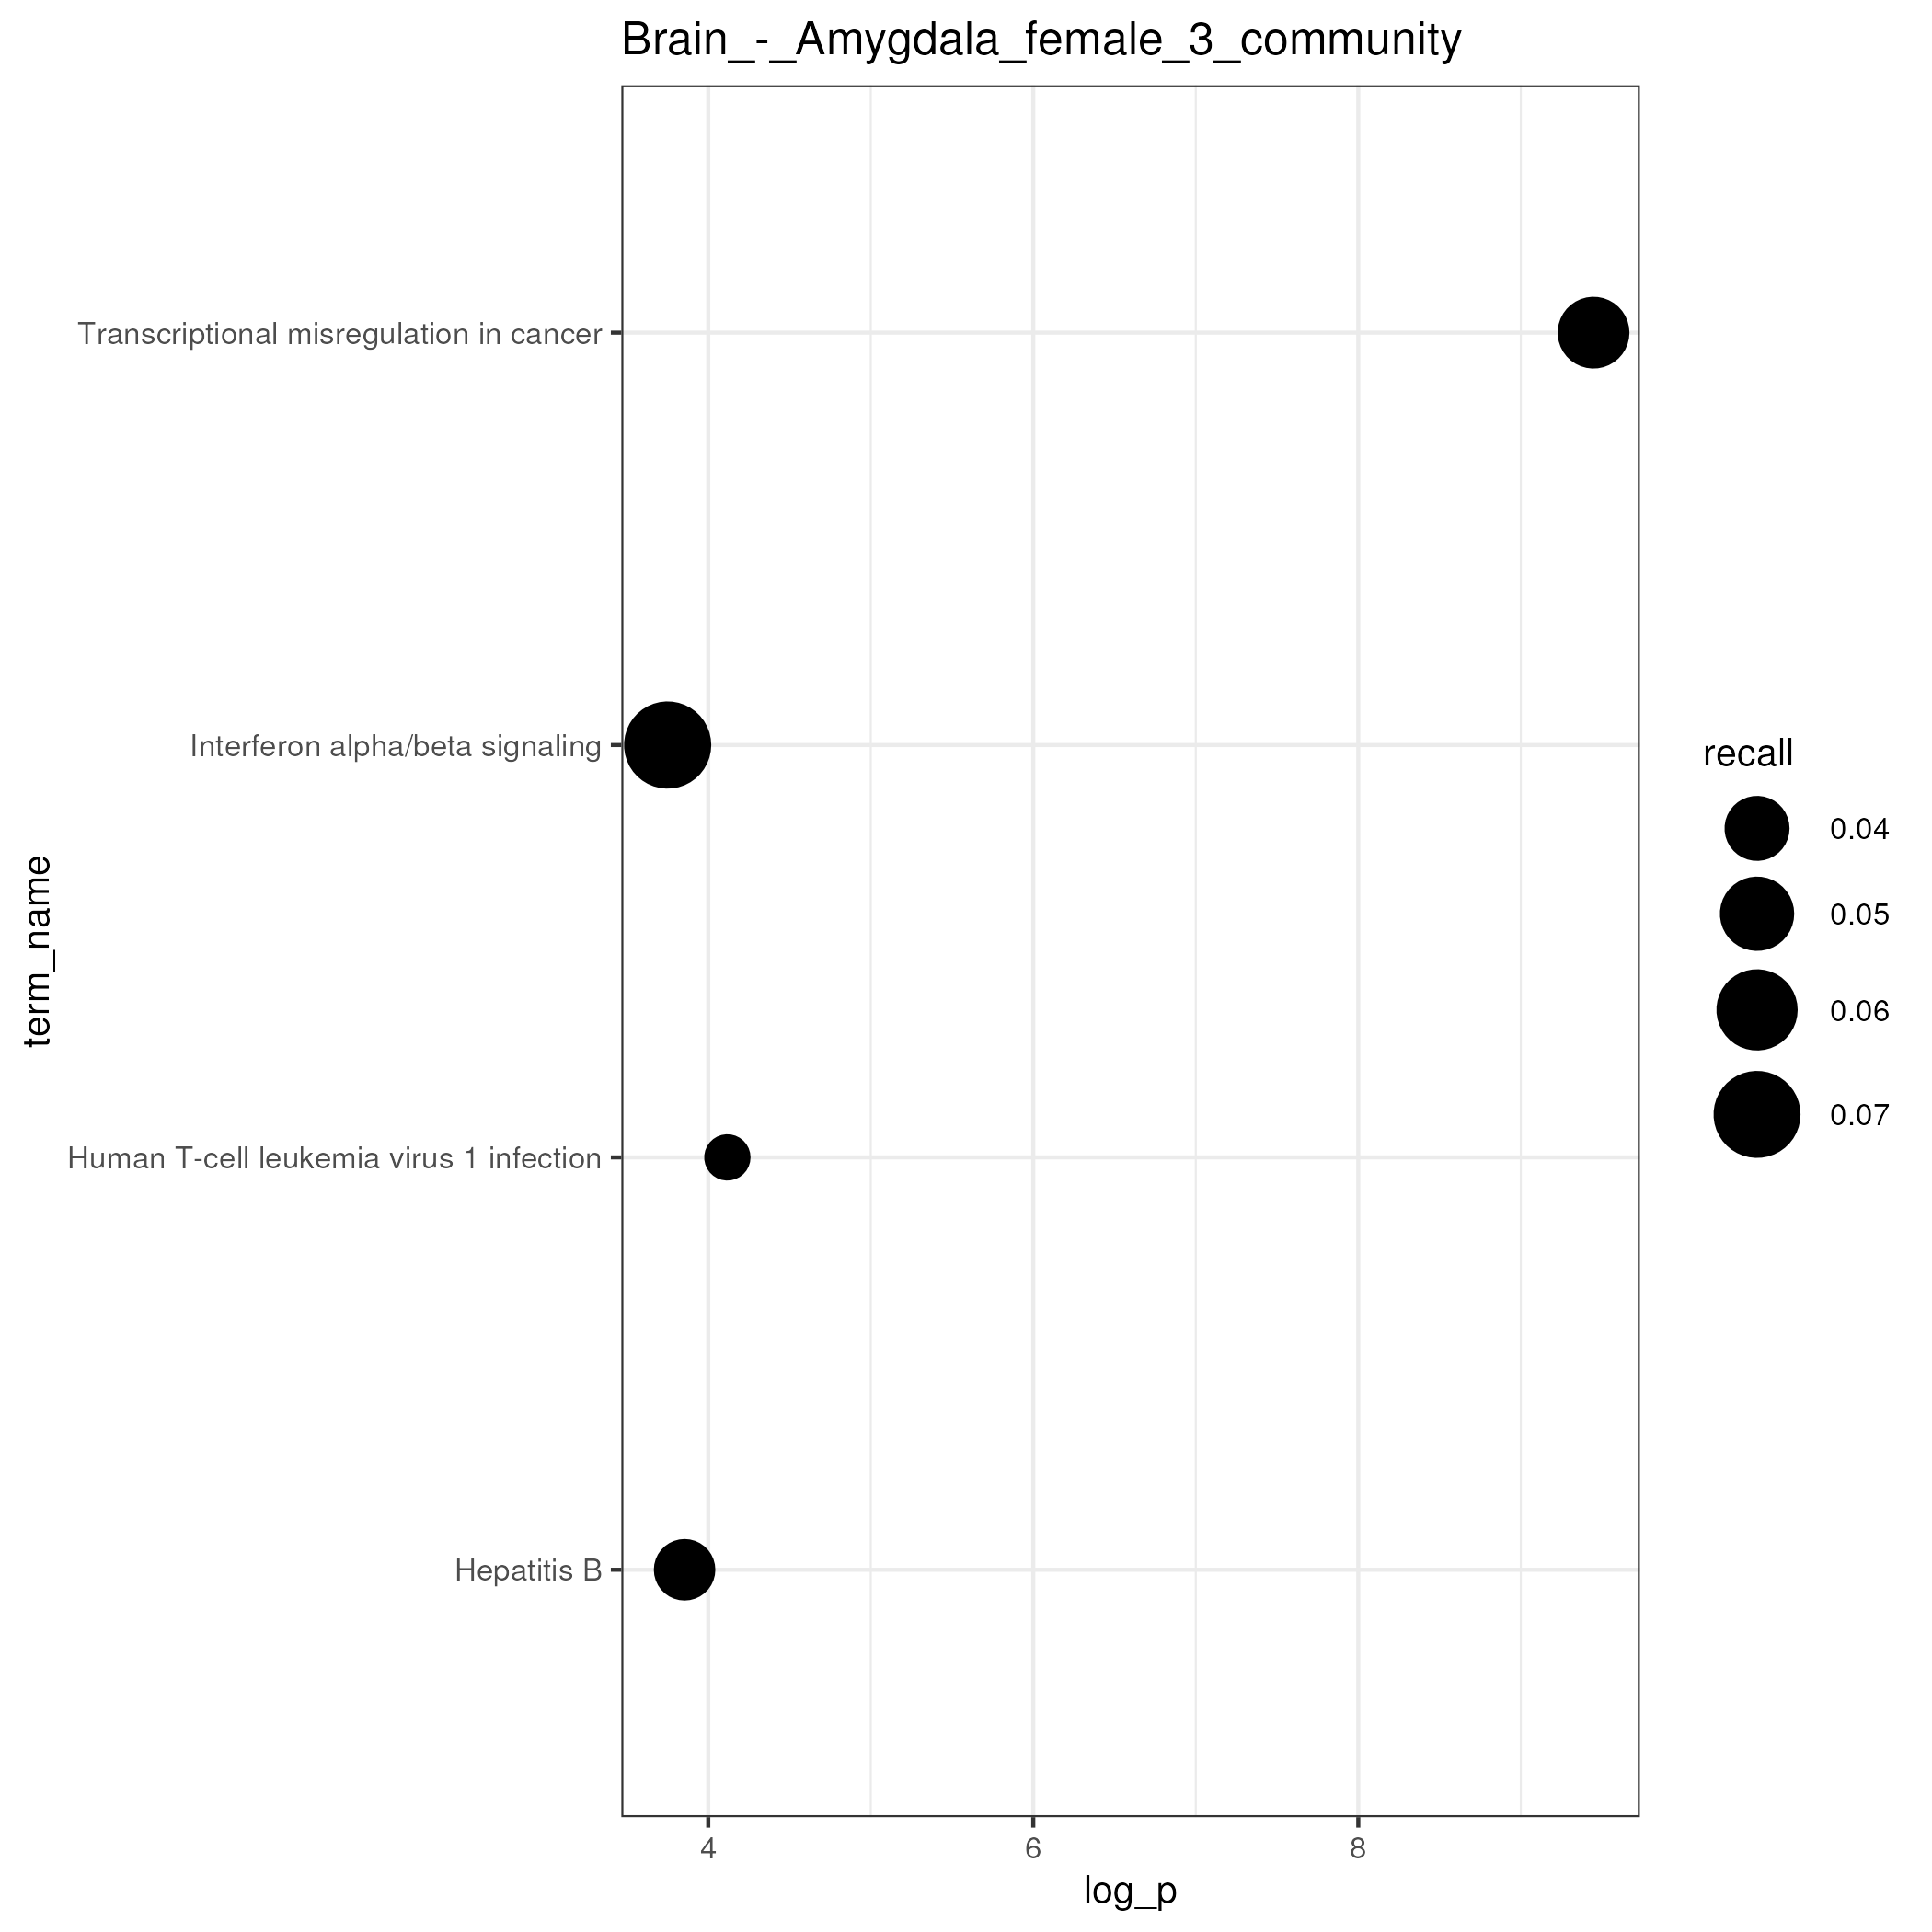 Brain_-_Amygdala_female_3_community
Transcriptional misregulation in cancer
Interferon alpha/beta signaling
Human T-cell leukemia virus 1 infection
Hepatitis B
term_name
4
6
8
log_p
recall
0.04
0.05
0.06
0.07